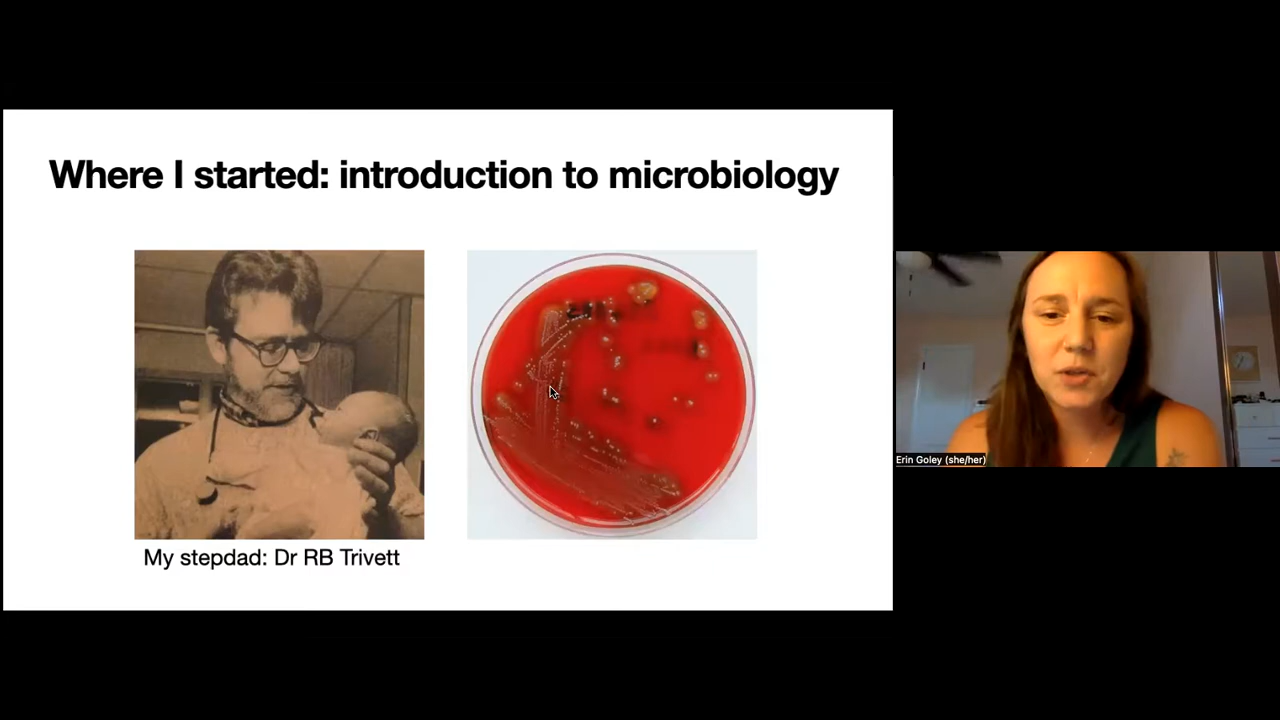 Where I started: introduction to microbiology
My stepdad: Dr RB Trivett
Erin Goley (she/her)